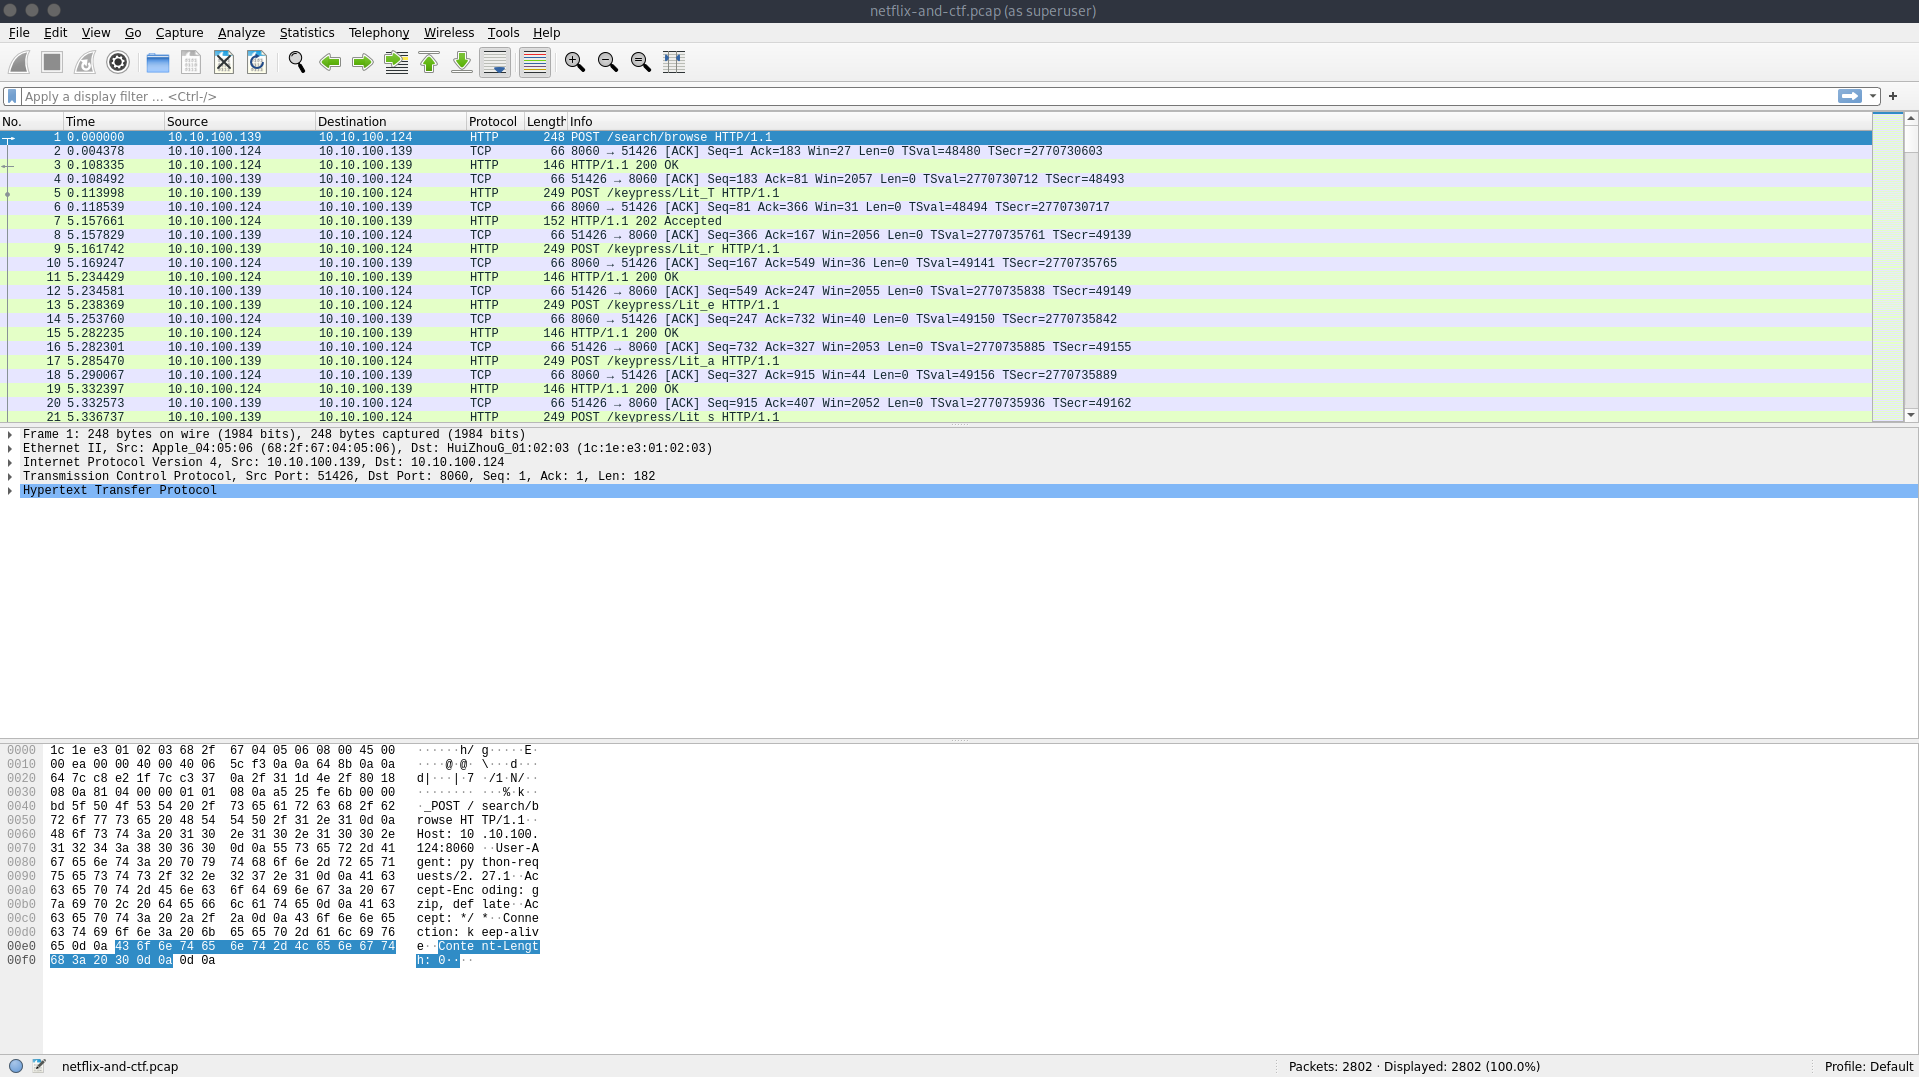 netflix-and-ctf.pcap (as superuser)
File Edit View Go Capture Analyze Statistics Telephony Wireless Tools Help
Apply a display filter … <Ctrl-/>
No. Time Source Destination Protocol Length Info
1 0.000000 10.10.100.139 10.10.100.124 HTTP 248 POST /search/browse HTTP/1.1
2 0.004378 10.10.100.124 10.10.100.139 TCP 66 8060 → 51426 [ACK] Seq=1 Ack=183 Win=27 Len=0 TSval=48480 TSecr=2770730603
3 0.108335 10.10.100.124 10.10.100.139 HTTP 146 HTTP/1.1 200 OK
4 0.108492 10.10.100.139 10.10.100.124 TCP 66 51426 → 8060 [ACK] Seq=183 Ack=81 Win=2057 Len=0 TSval=2770730712 TSecr=48493
5 0.113998 10.10.100.139 10.10.100.124 HTTP 249 POST /keypress/Lit_T HTTP/1.1
6 0.118539 10.10.100.124 10.10.100.139 TCP 66 8060 → 51426 [ACK] Seq=81 Ack=366 Win=31 Len=0 TSval=48494 TSecr=2770730717
7 5.157661 10.10.100.124 10.10.100.139 HTTP 152 HTTP/1.1 202 Accepted
8 5.157829 10.10.100.139 10.10.100.124 TCP 66 51426 → 8060 [ACK] Seq=366 Ack=167 Win=2056 Len=0 TSval=2770735761 TSecr=49139
9 5.161742 10.10.100.139 10.10.100.124 HTTP 249 POST /keypress/Lit_r HTTP/1.1
10 5.169247 10.10.100.124 10.10.100.139 TCP 66 8060 → 51426 [ACK] Seq=167 Ack=549 Win=36 Len=0 TSval=49141 TSecr=2770735765
11 5.234429 10.10.100.124 10.10.100.139 HTTP 146 HTTP/1.1 200 OK
12 5.234581 10.10.100.139 10.10.100.124 TCP 66 51426 → 8060 [ACK] Seq=549 Ack=247 Win=2055 Len=0 TSval=2770735838 TSecr=49149
13 5.238369 10.10.100.139 10.10.100.124 HTTP 249 POST /keypress/Lit_e HTTP/1.1
14 5.253760 10.10.100.124 10.10.100.139 TCP 66 8060 → 51426 [ACK] Seq=247 Ack=732 Win=40 Len=0 TSval=49150 TSecr=2770735842
15 5.282235 10.10.100.124 10.10.100.139 HTTP 146 HTTP/1.1 200 OK
16 5.282301 10.10.100.139 10.10.100.124 TCP 66 51426 → 8060 [ACK] Seq=732 Ack=327 Win=2053 Len=0 TSval=2770735885 TSecr=49155
17 5.285470 10.10.100.139 10.10.100.124 HTTP 249 POST /keypress/Lit_a HTTP/1.1
18 5.290067 10.10.100.124 10.10.100.139 TCP 66 8060 → 51426 [ACK] Seq=327 Ack=915 Win=44 Len=0 TSval=49156 TSecr=2770735889
19 5.332397 10.10.100.124 10.10.100.139 HTTP 146 HTTP/1.1 200 OK
20 5.332573 10.10.100.139 10.10.100.124 TCP 66 51426 → 8060 [ACK] Seq=915 Ack=407 Win=2052 Len=0 TSval=2770735936 TSecr=49162
21 5.336737 10.10.100.139 10.10.100.124 HTTP 249 POST /keypress/Lit_s HTTP/1.1
Frame 1: 248 bytes on wire (1984 bits), 248 bytes captured (1984 bits)
Ethernet II, Src: Apple_04:05:06 (68:2f:67:04:05:06), Dst: HuiZhouG_01:02:03 (1c:1e:e3:01:02:03)
Internet Protocol Version 4, Src: 10.10.100.139, Dst: 10.10.100.124
Transmission Control Protocol, Src Port: 51426, Dst Port: 8060, Seq: 1, Ack: 1, Len: 182
Hypertext Transfer Protocol
0000 1c 1e e3 01 02 03 68 2f 67 04 05 06 08 00 45 00 ······h/ g·····E·
0010 00 ea 00 00 40 00 40 06 5c f3 0a 0a 64 8b 0a 0a ····@·@· \···d···
0020 64 7c c8 e2 1f 7c c3 37 0a 2f 31 1d 4e 2f 80 18 d|···|·7 ·/1·N/··
0030 08 0a 81 04 00 00 01 01 08 0a a5 25 fe 6b 00 00 ········ ···%·k··
0040 bd 5f 50 4f 53 54 20 2f 73 65 61 72 63 68 2f 62 ·_POST / search/b
0050 72 6f 77 73 65 20 48 54 54 50 2f 31 2e 31 0d 0a rowse HT TP/1.1··
0060 48 6f 73 74 3a 20 31 30 2e 31 30 2e 31 30 30 2e Host: 10 .10.100.
0070 31 32 34 3a 38 30 36 30 0d 0a 55 73 65 72 2d 41 124:8060 ··User-A
0080 67 65 6e 74 3a 20 70 79 74 68 6f 6e 2d 72 65 71 gent: py thon-req
0090 75 65 73 74 73 2f 32 2e 32 37 2e 31 0d 0a 41 63 uests/2. 27.1··Ac
00a0 63 65 70 74 2d 45 6e 63 6f 64 69 6e 67 3a 20 67 cept-Enc oding: g
00b0 7a 69 70 2c 20 64 65 66 6c 61 74 65 0d 0a 41 63 zip, def late··Ac
00c0 63 65 70 74 3a 20 2a 2f 2a 0d 0a 43 6f 6e 6e 65 cept: */ *··Conne
00d0 63 74 69 6f 6e 3a 20 6b 65 65 70 2d 61 6c 69 76 ction: k eep-aliv
00e0 65 0d 0a 43 6f 6e 74 65 6e 74 2d 4c 65 6e 67 74 e··Conte nt-Lengt
00f0 68 3a 20 30 0d 0a 0d 0a h: 0····
netflix-and-ctf.pcap Packets: 2802 · Displayed: 2802 (100.0%) Profile: Default